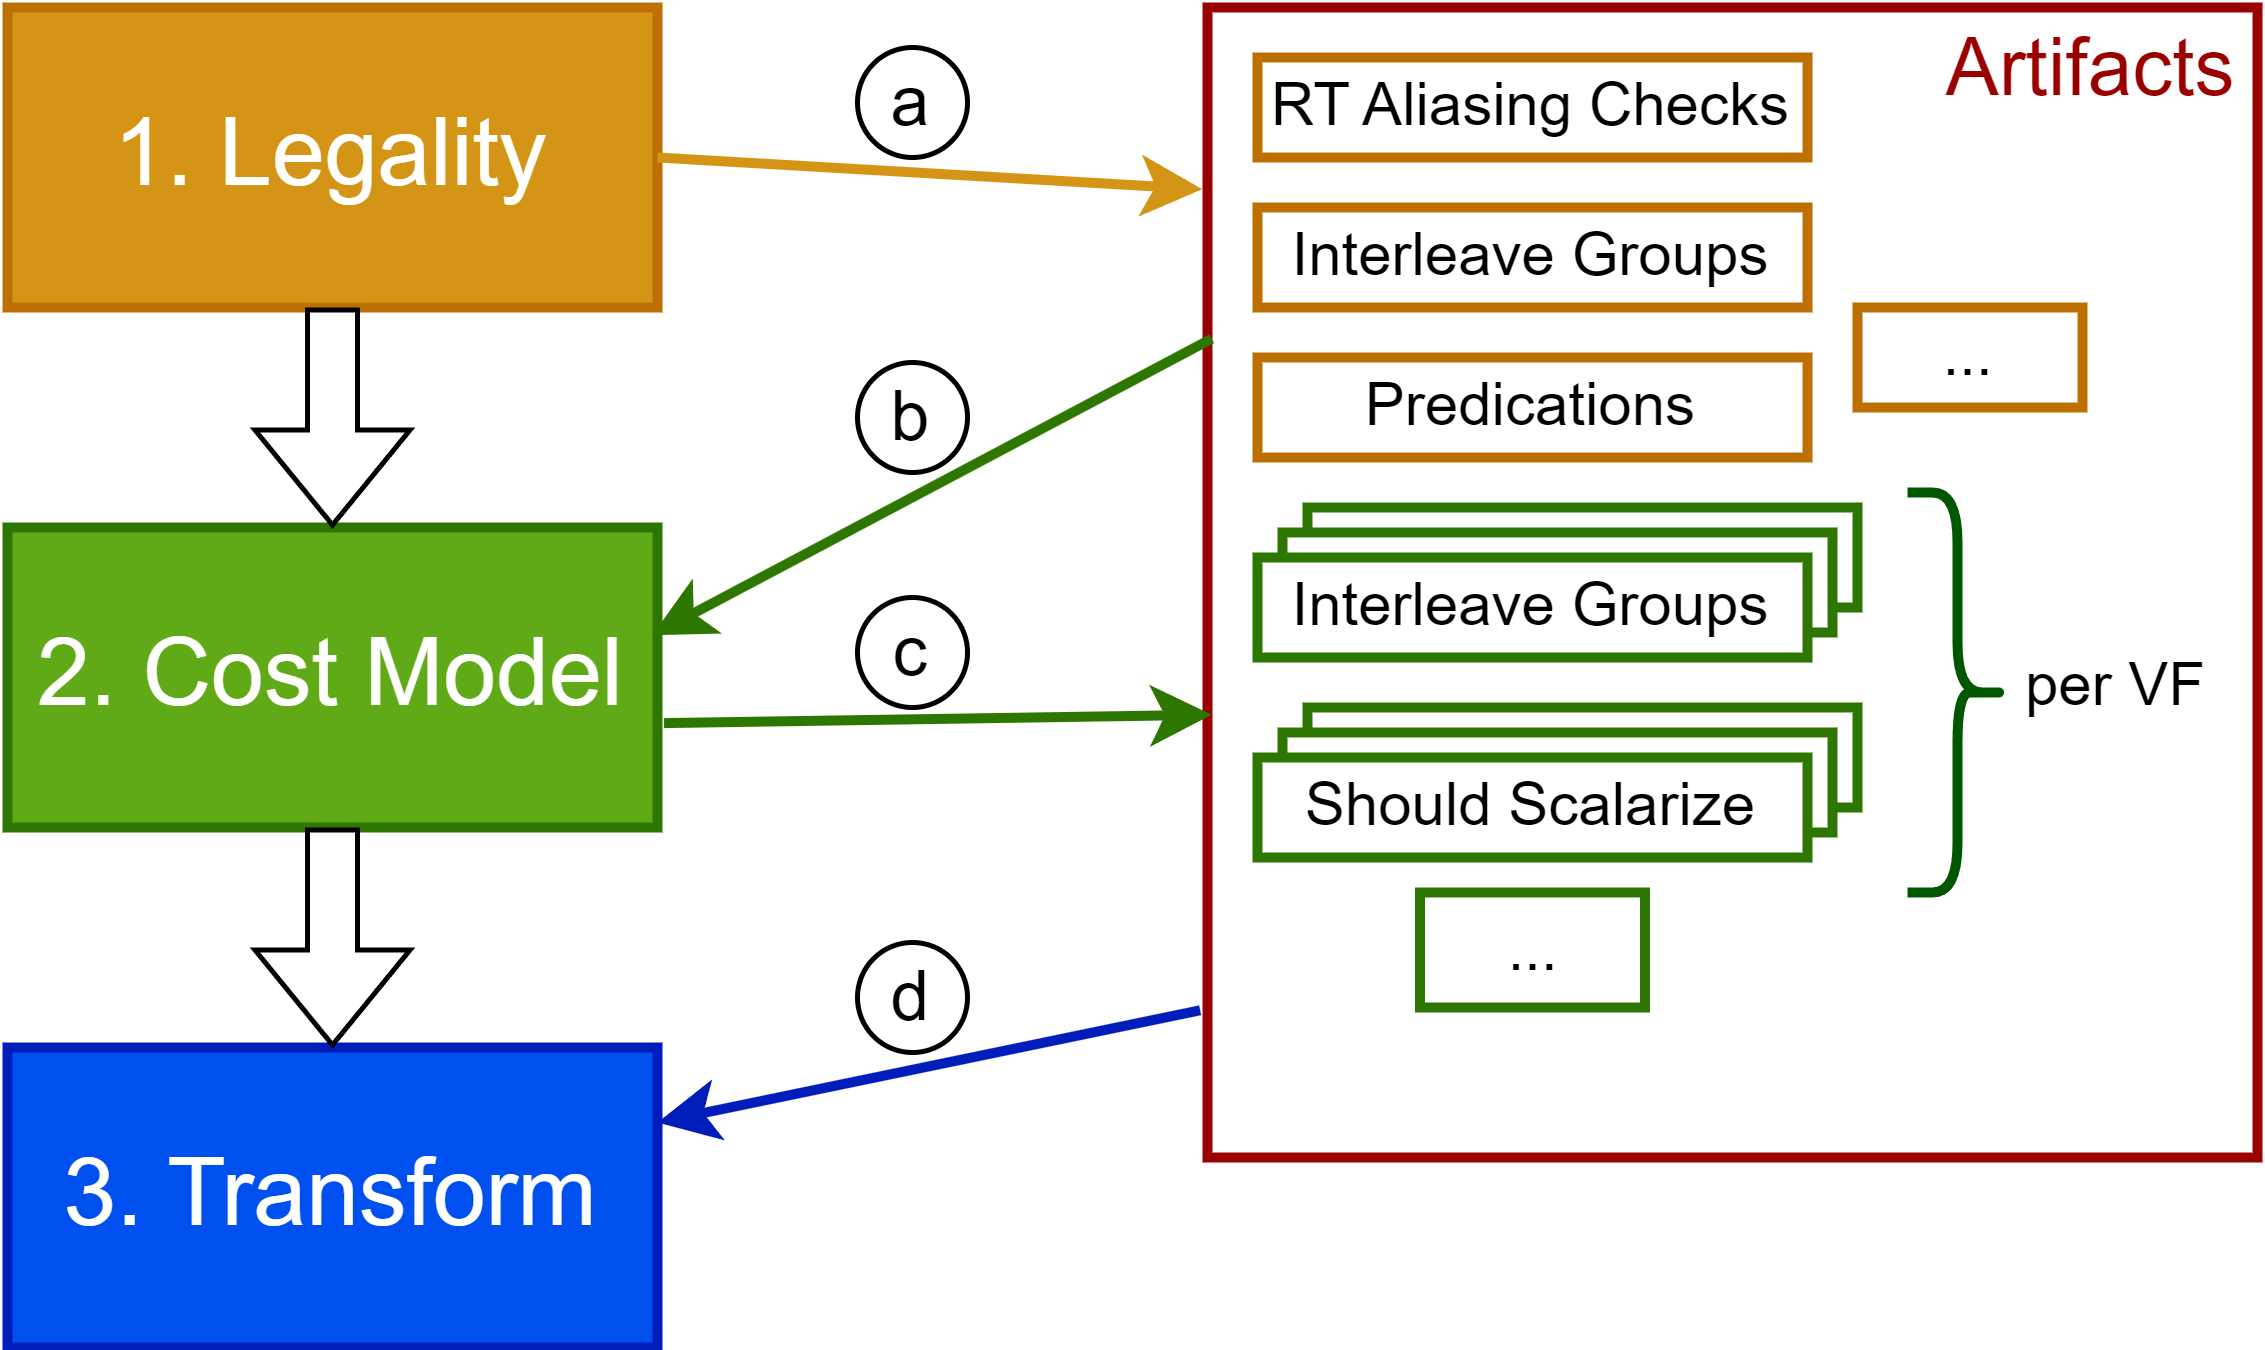 1. Legality
a
Artifacts
RT Aliasing Checks
Interleave Groups
...
b
Predications
2. Cost Model
c
Interleave Groups
per VF
Should Scalarize
...
d
3. Transform